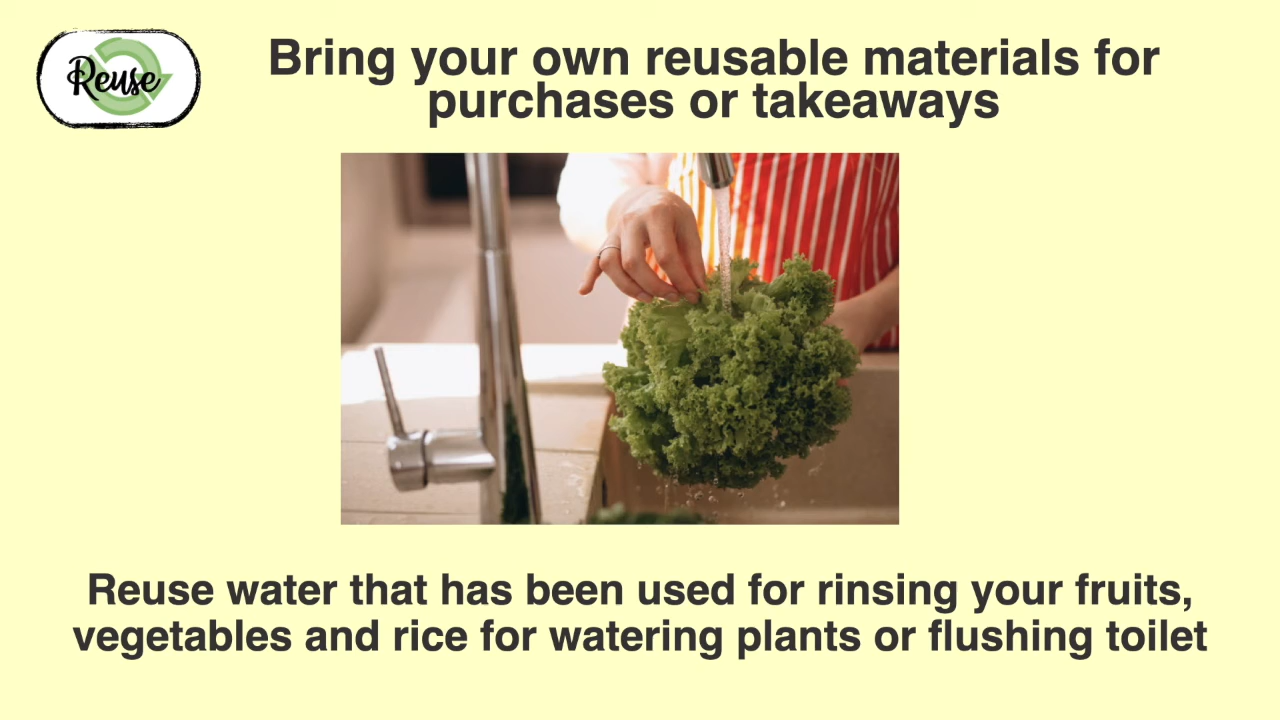 Reuse
Bring your own reusable materials for
purchases or takeaways
Reuse water that has been used for rinsing your fruits,
vegetables and rice for watering plants or flushing toilet